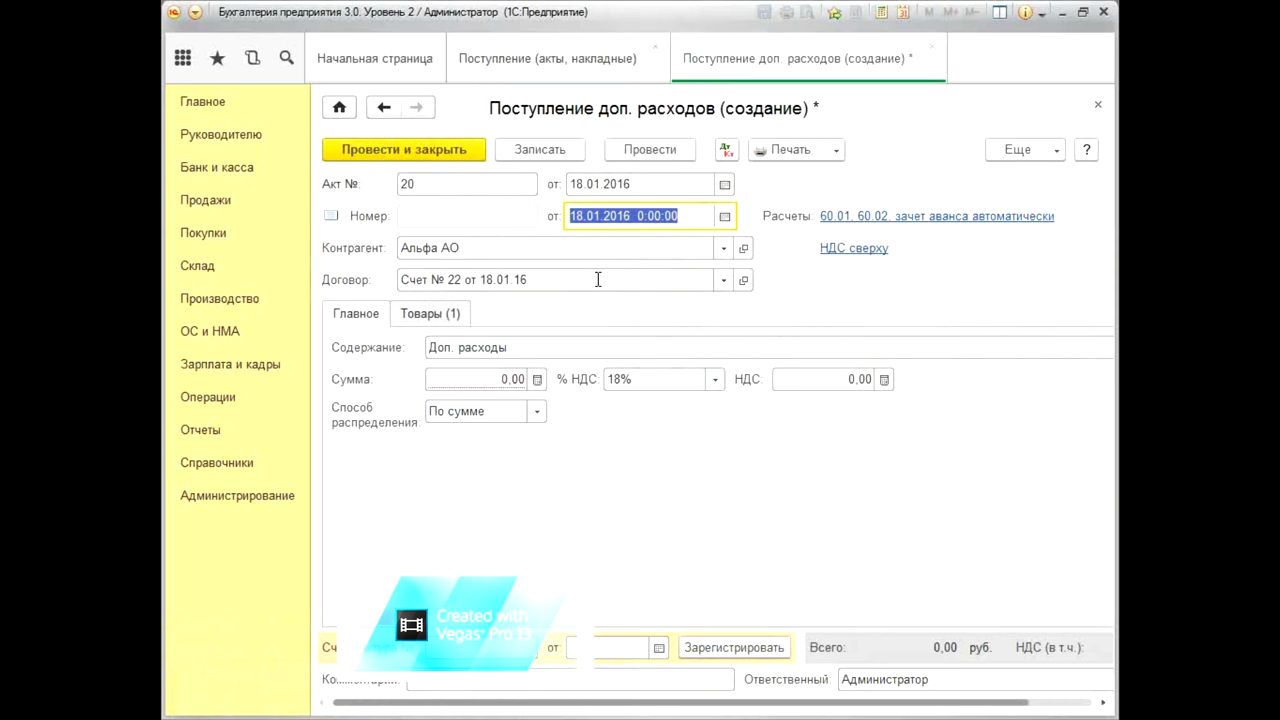 Бухгалтерия предприятия 3.0. Уровень 2 / Администратор (1С:Предприятие)
M M+ M-
Начальная страница
Поступление (акты, накладные)
Поступление доп. расходов (создание) *
Главное
Руководителю
Банк и касса
Продажи
Покупки
Склад
Производство
ОС и НМА
Зарплата и кадры
Операции
Отчеты
Справочники
Администрирование
Поступление доп. расходов (создание) *
Провести и закрыть
Записать
Провести
Дт Кт
Печать
Еще
?
Акт №: 20 от: 18.01.2016
Номер: от: 18.01.2016 0:00:00 Расчеты: 60.01, 60.02, зачет аванса автоматически
Контрагент: Альфа АО НДС сверху
Договор: Счет № 22 от 18.01.16
Главное Товары (1)
Содержание: Доп. расходы
Сумма: 0,00 % НДС: 18% НДС: 0,00
Способ
распределения: По сумме
Created with
Vegas Pro 13
от: Зарегистрировать Всего: 0,00 руб. НДС (в т.ч.):
Комментарий: Ответственный: Администратор